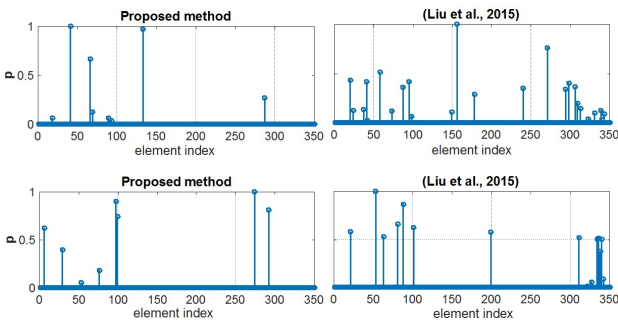 Proposed method
(Liu et al., 2015)
1
0.5
0
p
0 50 100 150 200 250 300 350
0 50 100 150 200 250 300 350
element index
element index
Proposed method
(Liu et al., 2015)
1
0.5
0
p
0 50 100 150 200 250 300 350
0 50 100 150 200 250 300 350
element index
element index